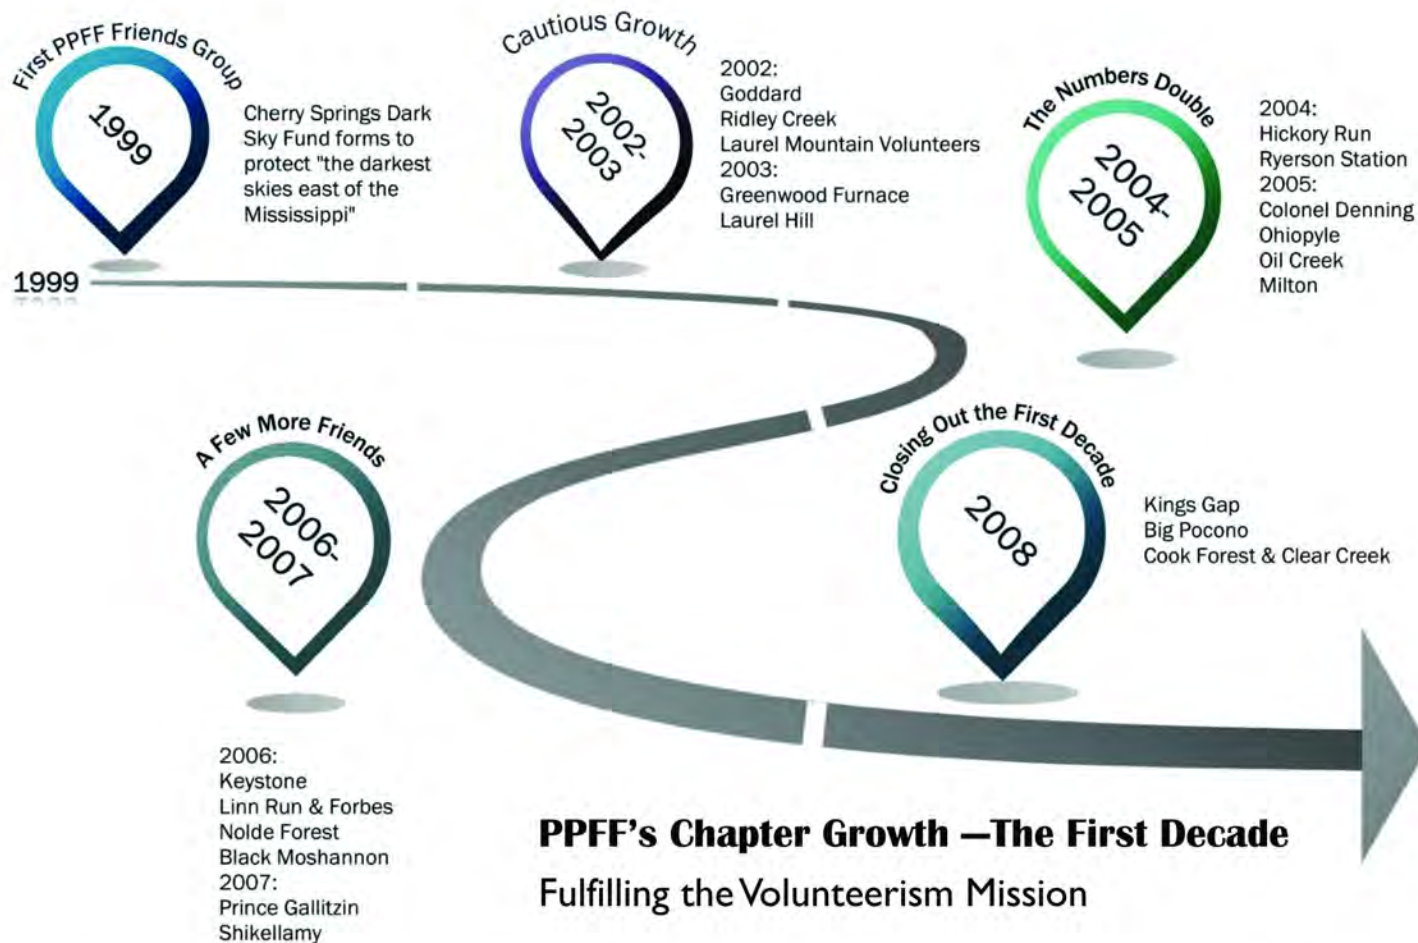 First PPFF Friends Group
1999
Cherry Springs Dark
Sky Fund forms to
protect "the darkest
skies east of the
Mississippi"
Cautious Growth
2002-
2003
2002:
Goddard
Ridley Creek
Laurel Mountain Volunteers
2003:
Greenwood Furnace
Laurel Hill
The Numbers Double
2004-
2005
2004:
Hickory Run
Ryerson Station
2005:
Colonel Denning
Ohiopyle
Oil Creek
Milton
1999
A Few More Friends
2006-
2007
2006:
Keystone
Linn Run & Forbes
Nolde Forest
Black Moshannon
2007:
Prince Gallitzin
Shikellamy
Closing Out the First Decade
2008
Kings Gap
Big Pocono
Cook Forest & Clear Creek
PPFF's Chapter Growth —The First Decade
Fulfilling the Volunteerism Mission